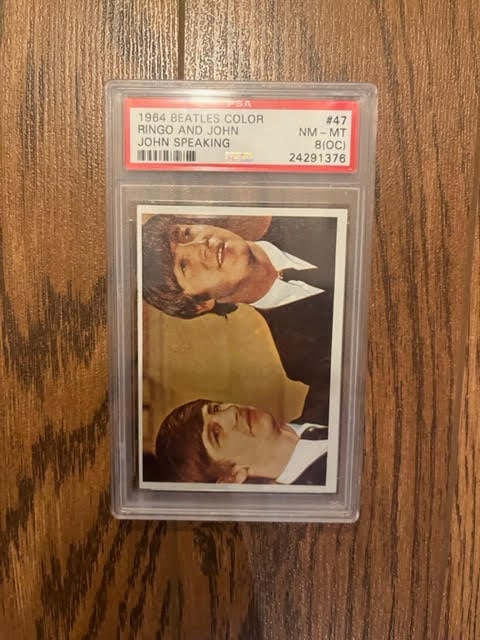 PSA
1964 BEATLES COLOR #47
RINGO AND JOHN NM - MT
JOHN SPEAKING 8(OC)
24291376